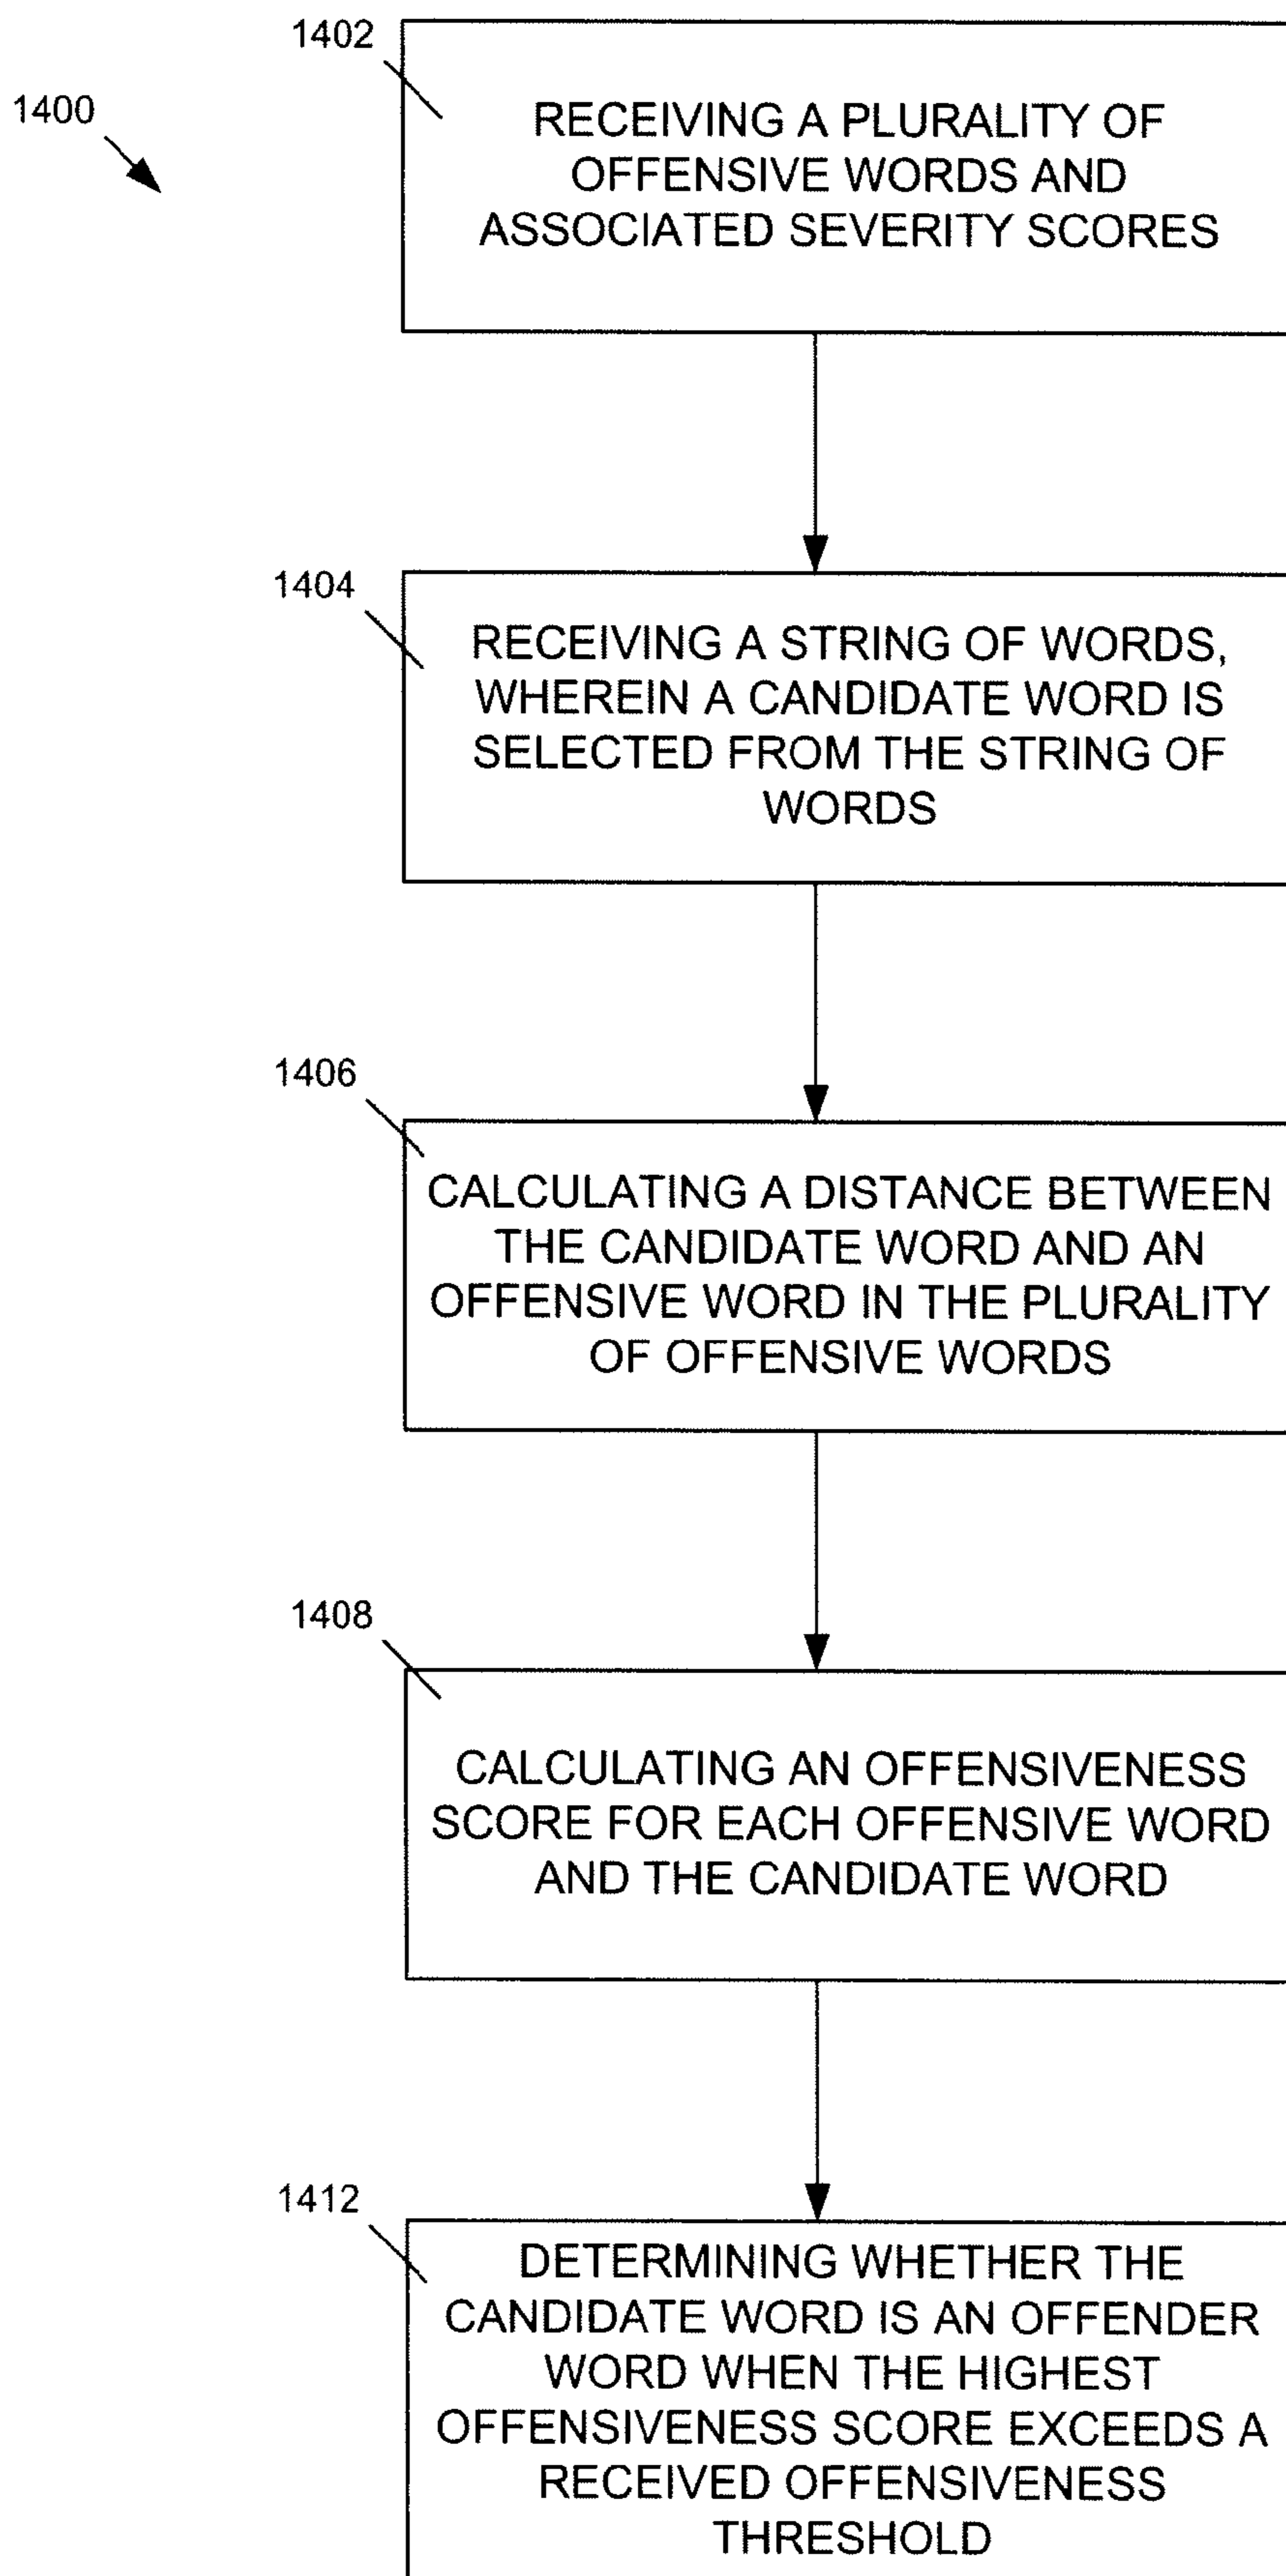 1400
1402
RECEIVING A PLURALITY OF
OFFENSIVE WORDS AND
ASSOCIATED SEVERITY SCORES
1404
RECEIVING A STRING OF WORDS,
WHEREIN A CANDIDATE WORD IS
SELECTED FROM THE STRING OF
WORDS
1406
CALCULATING A DISTANCE BETWEEN
THE CANDIDATE WORD AND AN
OFFENSIVE WORD IN THE PLURALITY
OF OFFENSIVE WORDS
1408
CALCULATING AN OFFENSIVENESS
SCORE FOR EACH OFFENSIVE WORD
AND THE CANDIDATE WORD
1412
DETERMINING WHETHER THE
CANDIDATE WORD IS AN OFFENDER
WORD WHEN THE HIGHEST
OFFENSIVENESS SCORE EXCEEDS A
RECEIVED OFFENSIVENESS
THRESHOLD